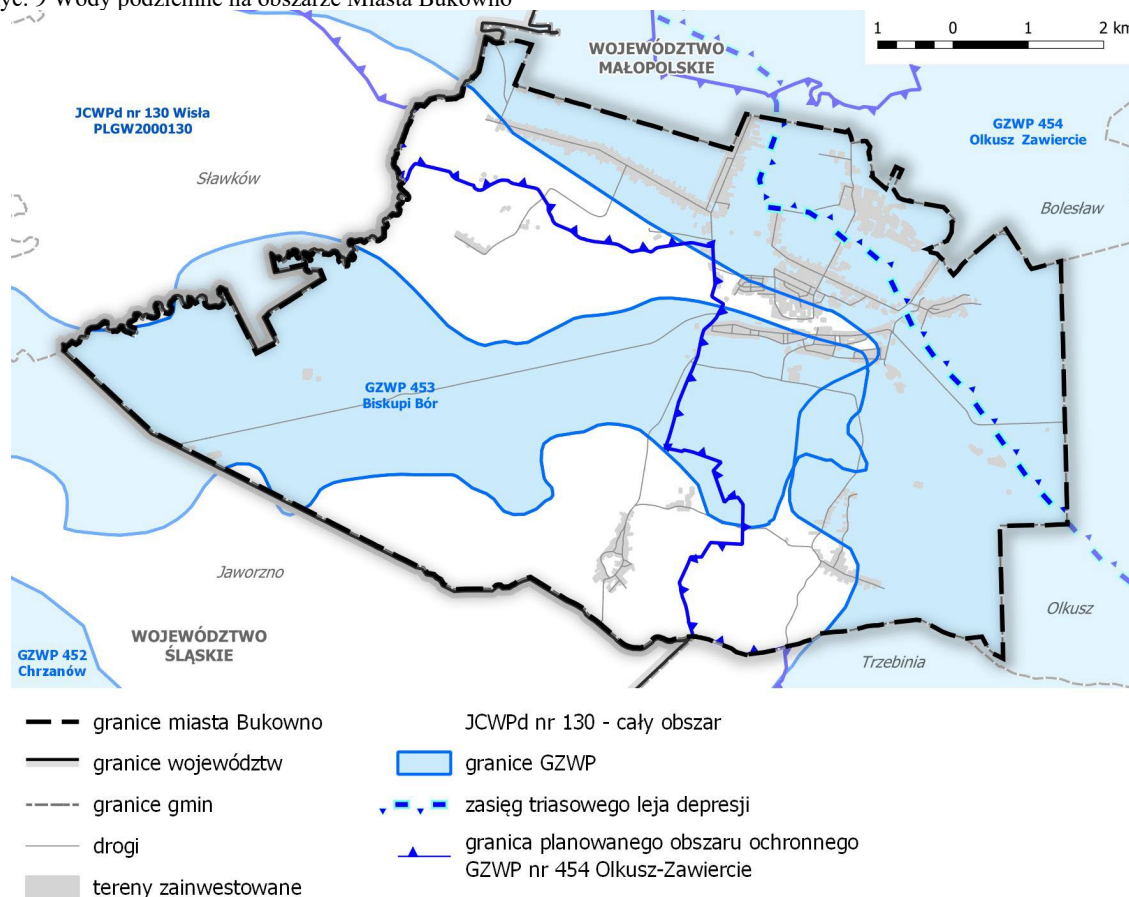 yc. 9 Wody podziemne na obszarze Miasta Bukowno
1 0 1 2 km
WOJEWÓDZTWO
MAŁOPOLSKIE
JCWPd nr 130 Wisła
PLGW2000130
GZWP 454
Olkusz Zawiercie
Sławków
Bolesław
GZWP 453
Biskupi Bór
Jaworzno
Olkusz
WOJEWÓDZTWO
ŚLĄSKIE
GZWP 452
Chrzanów
Trzebinia
granice miasta Bukowno
JCWPd nr 130 - cały obszar
granice województw
granice GZWP
granice gmin
zasięg triasowego leja depresji
drogi
granica planowanego obszaru ochronnego
GZWP nr 454 Olkusz-Zawiercie
tereny zainwestowane